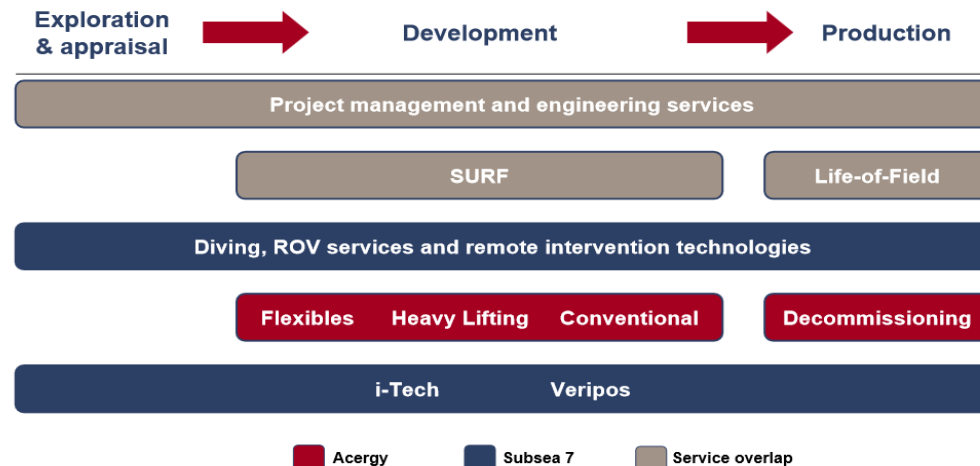 Exploration
& appraisal
Development
Production
Project management and engineering services
SURF
Life-of-Field
Diving, ROV services and remote intervention technologies
Flexibles Heavy Lifting Conventional
Decommissioning
i-Tech Veripos
Acergy Subsea 7 Service overlap